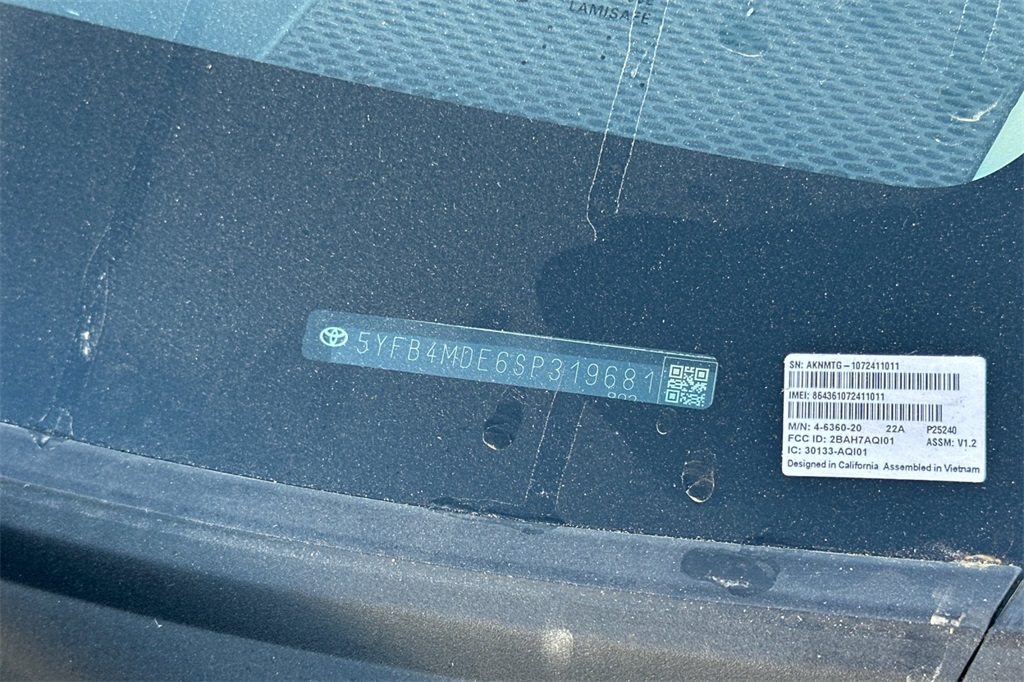 LAMISAFE
5YFB4MDE6SP319681
SN: AKNMTG-1072411011
IMEI: 864361072411011
M/N: 4-6360-20 22A P25240
FCC ID: 2BAH7AQI01 ASSM: V1.2
IC: 30133-AQI01
Designed in California Assembled in Vietnam